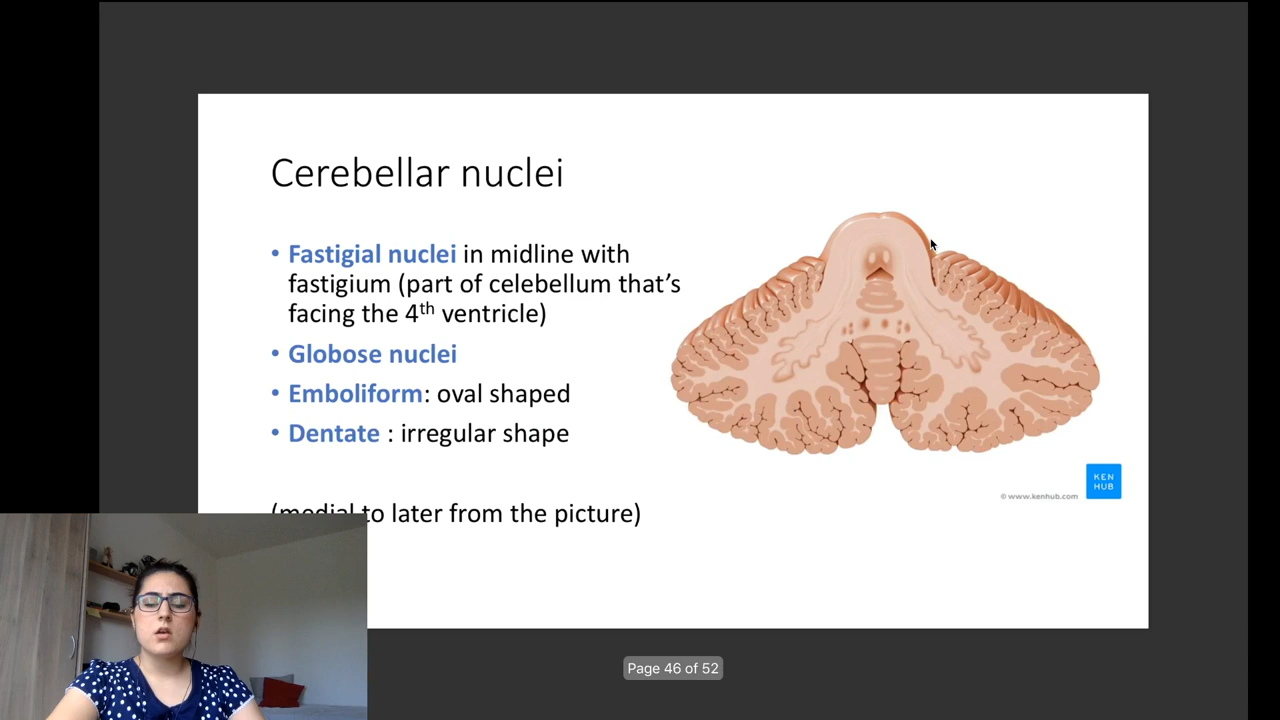 Cerebellar nuclei
• Fastigial nuclei in midline with
fastigium (part of celebellum that's
facing the 4th ventricle)
• Globose nuclei
• Emboliform: oval shaped
• Dentate : irregular shape
(medial to later from the picture)
© www.kenhub.com
KEN
HUB
Page 46 of 52